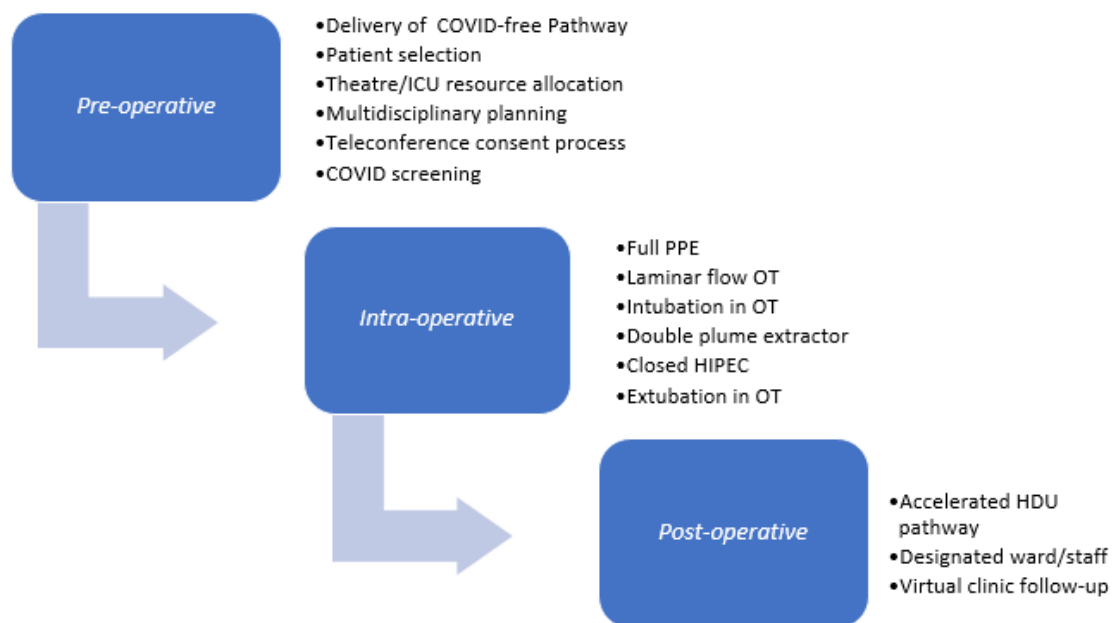 Pre-operative
•Delivery of  COVID-free Pathway
•Patient selection
•Theatre/ICU resource allocation
•Multidisciplinary planning
•Teleconference consent process
•COVID screening
Intra-operative
•Full PPE
•Laminar flow OT
•Intubation in OT
•Double plume extractor
•Closed HIPEC
•Extubation in OT
Post-operative
•Accelerated HDU
pathway
•Designated ward/staff
•Virtual clinic follow-up